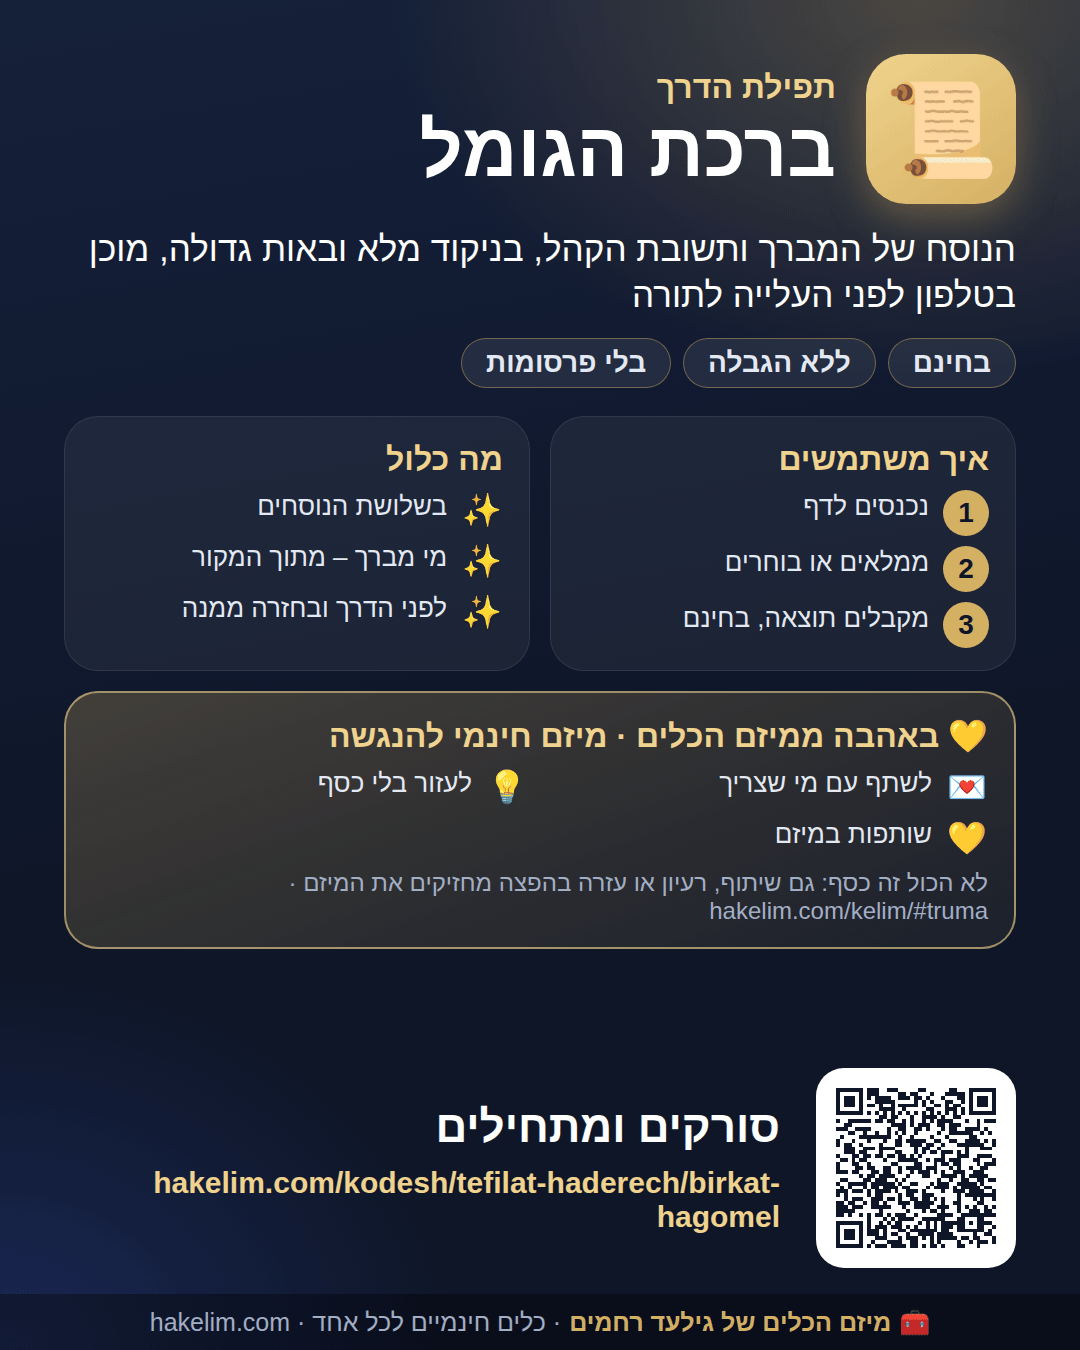 תפילת הדרך
ברכת הגומל
הנוסח של המברך ותשובת הקהל, בניקוד מלא ובאות גדולה, מוכן
בטלפון לפני העלייה לתורה
בחינם
ללא הגבלה
בלי פרסומות
איך משתמשים
1 נכנסים לדף
2 ממלאים או בוחרים
3 מקבלים תוצאה, בחינם
מה כלול
✨ בשלושת הנוסחים
✨ מי מברך – מתוך המקור
✨ לפני הדרך ובחזרה ממנה
💛 באהבה ממיזם הכלים · מיזם חינמי להנגשה
💌 לשתף עם מי שצריך
💡 לעזור בלי כסף
💛 שותפות במיזם
לא הכול זה כסף: גם שיתוף, רעיון או עזרה בהפצה מחזיקים את המיזם ·
hakelim.com/kelim/#truma
סורקים ומתחילים
hakelim.com/kodesh/tefilat-haderech/birkat-
hagomel
🧰 מיזם הכלים של גילעד רחמים · כלים חינמיים לכל אחד · hakelim.com